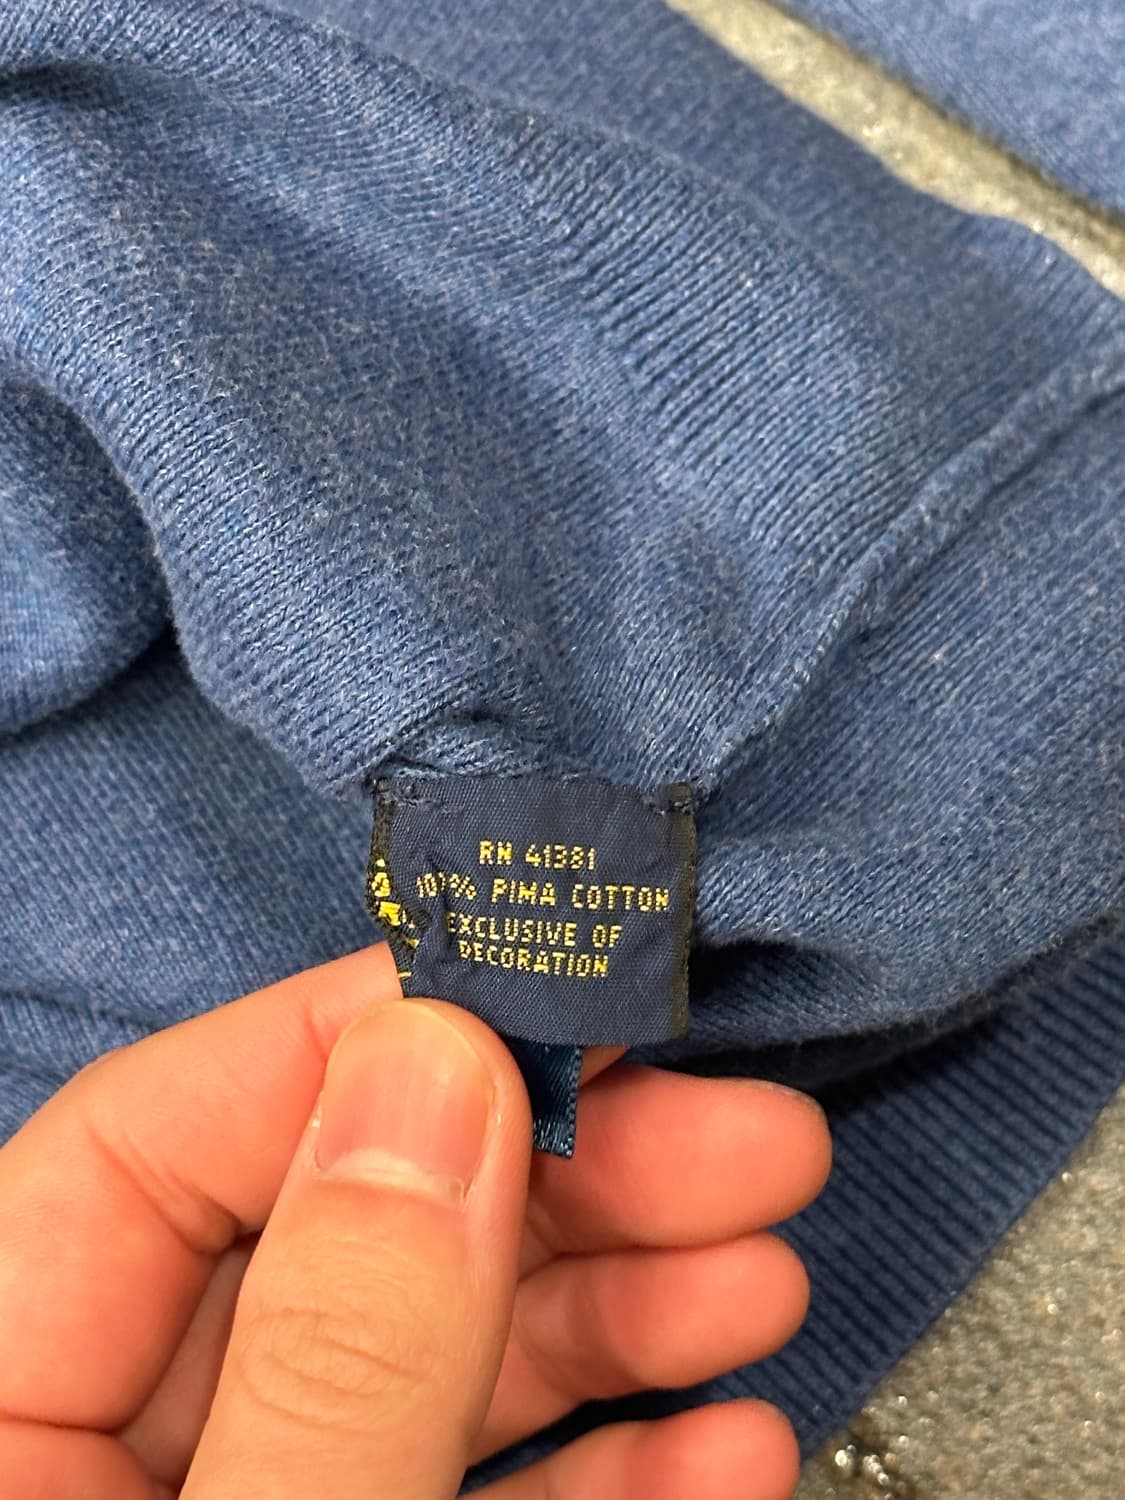 RN 41381
100% PIMA COTTON
EXCLUSIVE OF
DECORATION